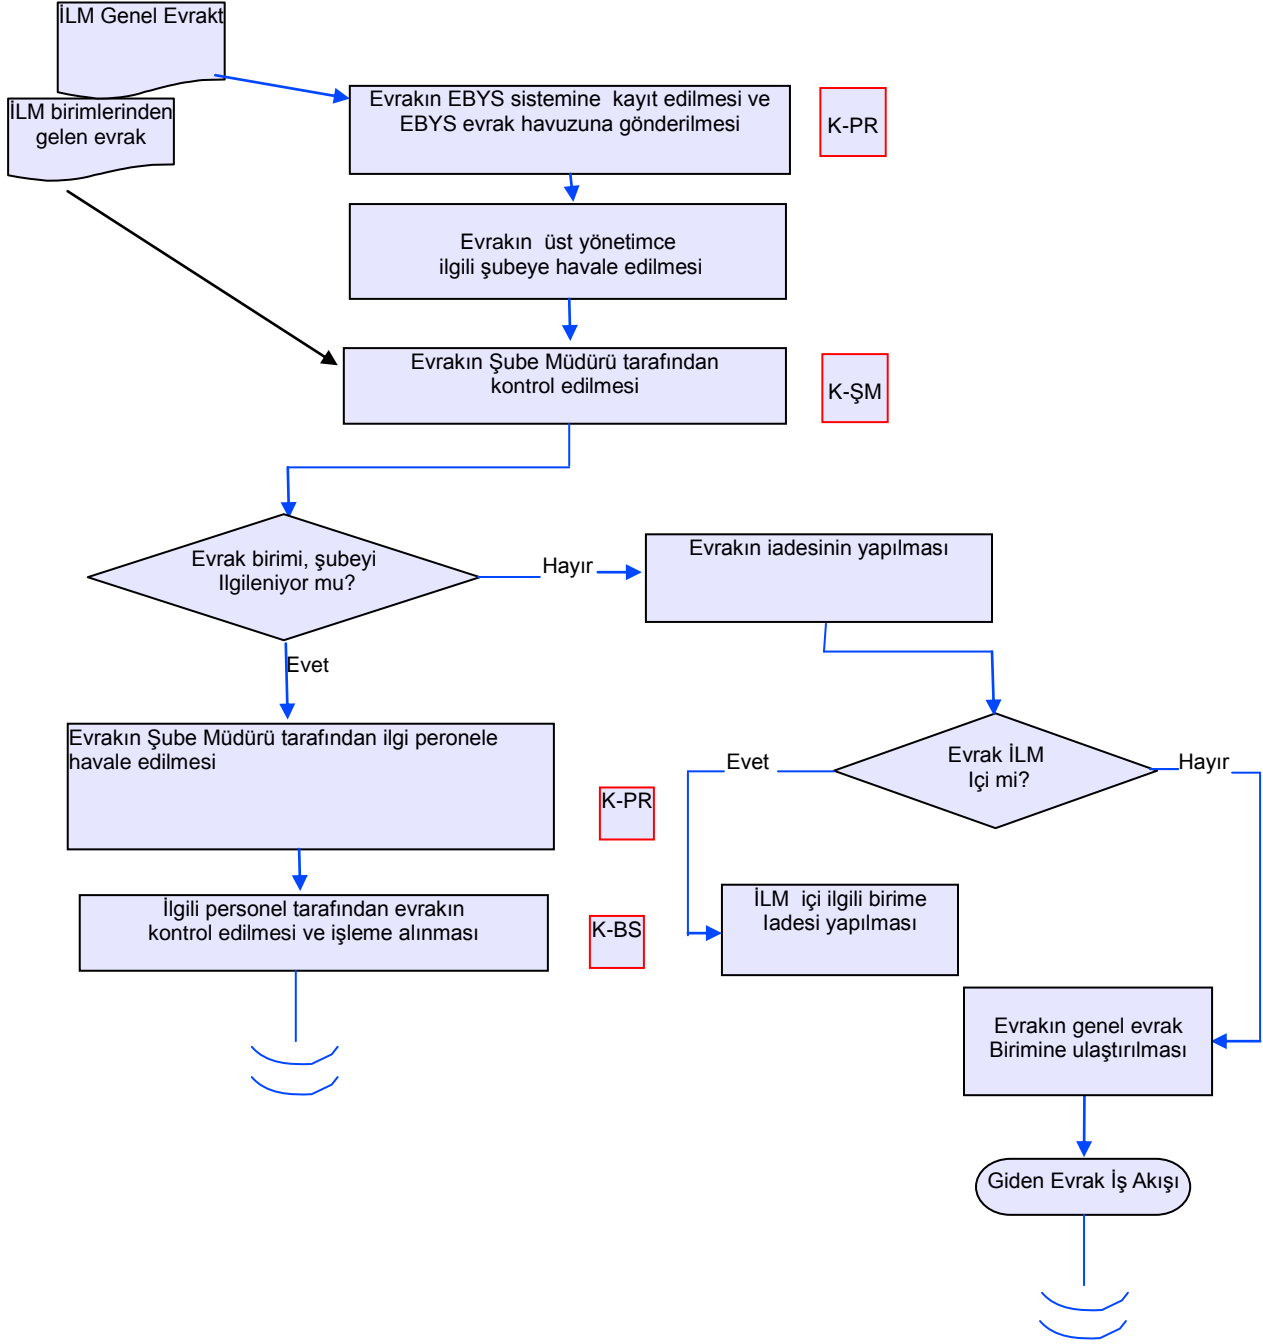 İLM Genel Evrakt
İLM birimlerinden
gelen evrak
Evrakın EBYS sistemine  kayıt edilmesi ve
EBYS evrak havuzuna gönderilmesi
K-PR
Evrakın  üst yönetimce
ilgili şubeye havale edilmesi
Evrakın Şube Müdürü tarafından
kontrol edilmesi
K-ŞM
Evrak birimi, şubeyi
Ilgileniyor mu?
Hayır
Evrakın iadesinin yapılması
Evet
Evrakın Şube Müdürü tarafından ilgi peronele
havale edilmesi
K-PR
Evrak İLM
Içi mi?
Evet
Hayır
İlgili personel tarafından evrakın
kontrol edilmesi ve işleme alınması
K-BS
İLM  içi ilgili birime
Iadesi yapılması
Evrakın genel evrak
Birimine ulaştırılması
Giden Evrak İş Akışı